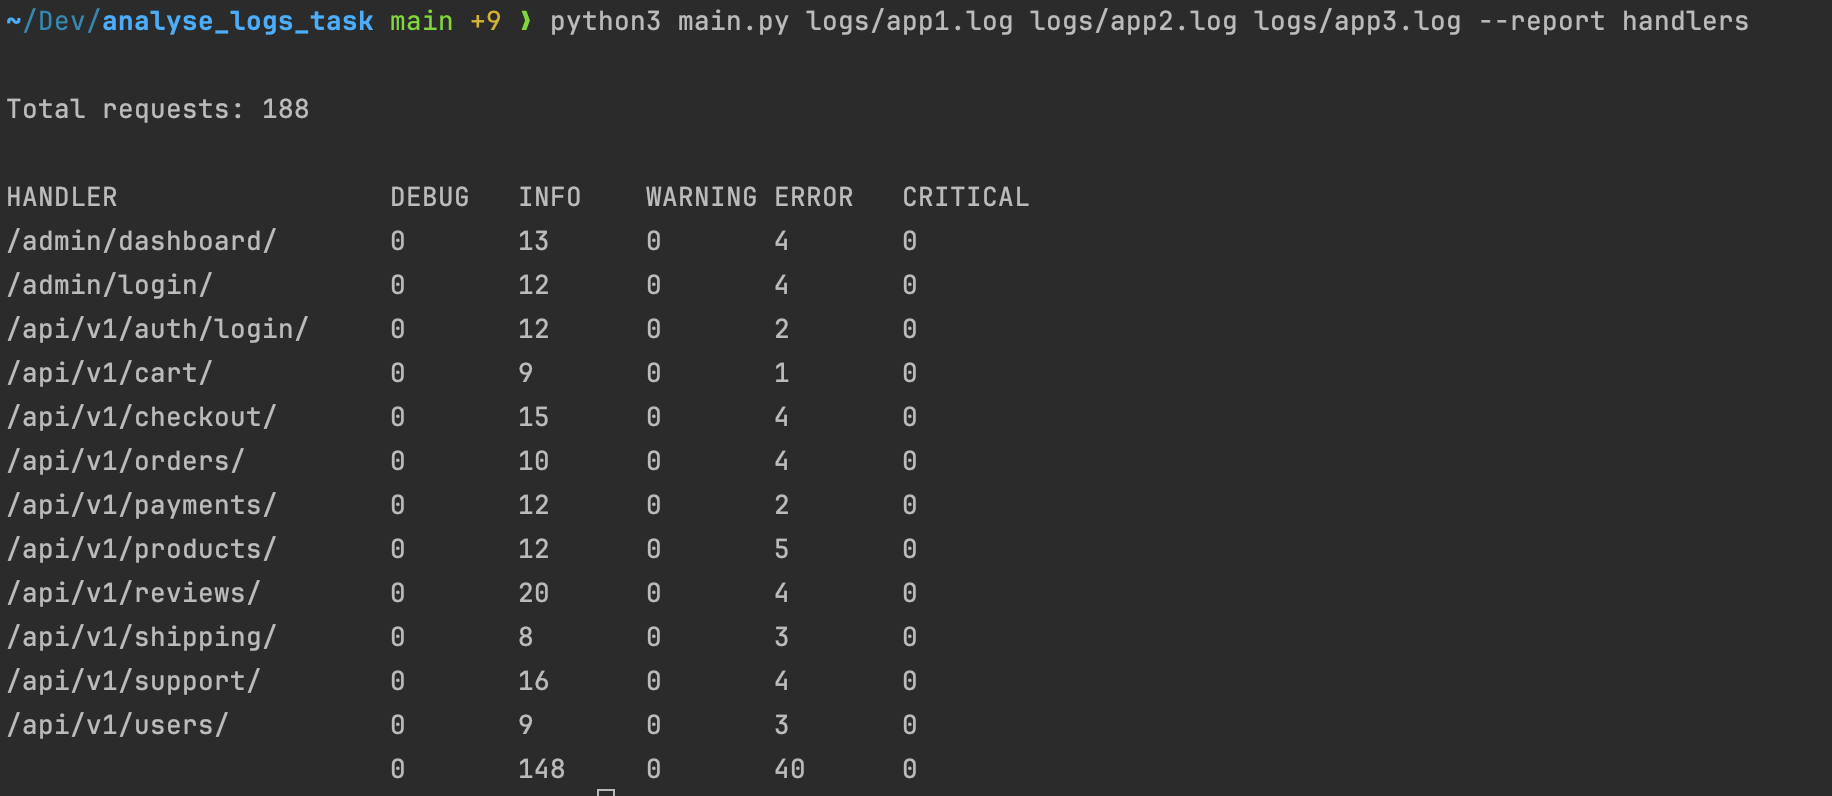 ~/Dev/analyse_logs_task main +9 ❯ python3 main.py logs/app1.log logs/app2.log logs/app3.log --report handlers
Total requests: 188
HANDLER DEBUG INFO WARNING ERROR CRITICAL
/admin/dashboard/ 0 13 0 4 0
/admin/login/ 0 12 0 4 0
/api/v1/auth/login/ 0 12 0 2 0
/api/v1/cart/ 0 9 0 1 0
/api/v1/checkout/ 0 15 0 4 0
/api/v1/orders/ 0 10 0 4 0
/api/v1/payments/ 0 12 0 2 0
/api/v1/products/ 0 12 0 5 0
/api/v1/reviews/ 0 20 0 4 0
/api/v1/shipping/ 0 8 0 3 0
/api/v1/support/ 0 16 0 4 0
/api/v1/users/ 0 9 0 3 0
0 148 0 40 0